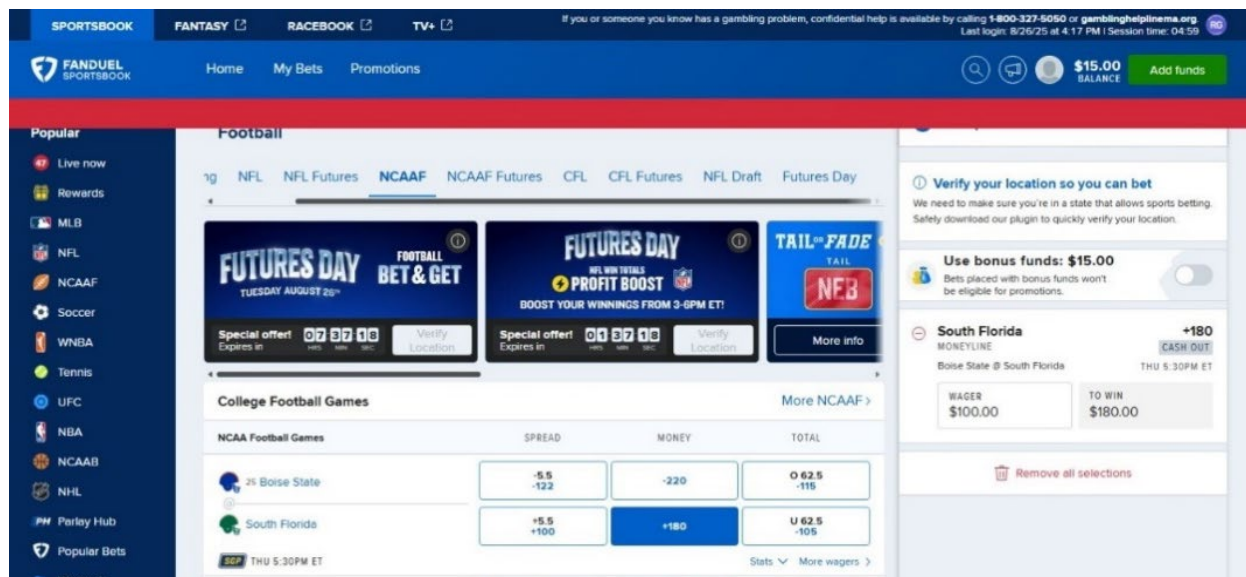 SPORTSBOOK FANTASY RACEBOOK TV+
If you or someone you know has a gambling problem, confidential help is available by calling 1-800-327-5050 or gamblinghelplinema.org.
Last login: 8/26/25 at 4:17 PM | Session time: 04:59
RG
FANDUEL
SPORTSBOOK
Home My Bets Promotions
$15.00
BALANCE
Add funds
Popular
47 Live now
Rewards
MLB
NFL
NCAAF
Soccer
WNBA
Tennis
UFC
NBA
NCAAB
NHL
PH Parlay Hub
Popular Bets
Football
ng NFL NFL Futures NCAAF NCAAF Futures CFL CFL Futures NFL Draft Futures Day
FUTURES DAY
TUESDAY AUGUST 26TH
FOOTBALL
BET & GET
Special offer!
Expires in
07 37 18
HRS MIN SEC
Verify
Location
FUTURES DAY
NFL WIN TOTALS
PROFIT BOOST
BOOST YOUR WINNINGS FROM 3-6PM ET!
Special offer!
Expires in
01 37 18
HRS MIN SEC
Verify
Location
TAIL OR FADE
TAIL
NEB
More info
College Football Games More NCAAF
NCAA Football Games SPREAD MONEY TOTAL
25 Boise State
-5.5
-122
-220
O 62.5
-115
@
South Florida
+5.5
+100
+180
U 62.5
-105
SGP THU 5:30PM ET Stats More wagers
Verify your location so you can bet
We need to make sure you're in a state that allows sports betting.
Safely download our plugin to quickly verify your location.
Use bonus funds: $15.00
Bets placed with bonus funds won't
be eligible for promotions.
South Florida +180
MONEYLINE CASH OUT
Boise State @ South Florida THU 5:30PM ET
WAGER
$100.00
TO WIN
$180.00
Remove all selections